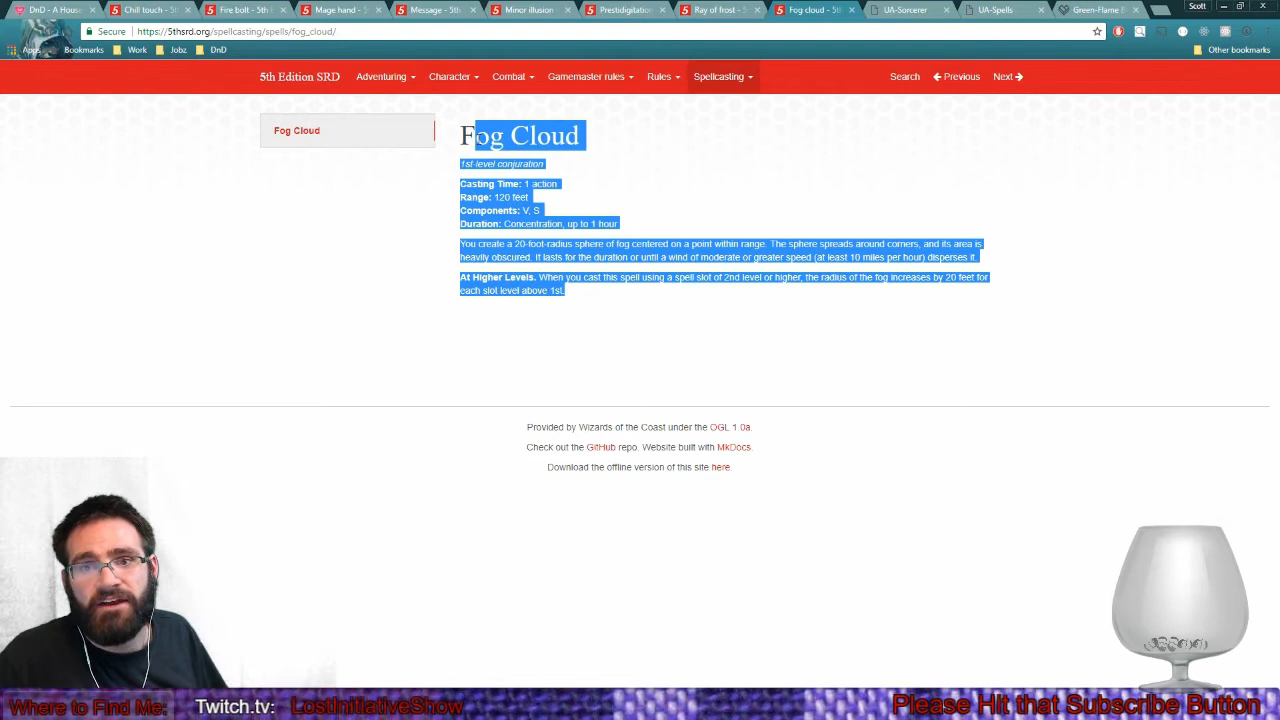 DnD - A House
Chill touch - 5th
Fire bolt - 5th
Mage hand - 5
Message - 5th
Minor illusion
Prestidigitatio
Ray of frost - 5
Fog cloud - 5th
UA-Sorcerer
UA-Spells
Green-Flame B
Scott
Secure https://5thsrd.org/spellcasting/spells/fog_cloud/
Apps Bookmarks Work Jobz DnD Other bookmarks
5th Edition SRD Adventuring Character Combat Gamemaster rules Rules Spellcasting Search Previous Next
Fog Cloud
Fog Cloud
1st-level conjuration
Casting Time: 1 action
Range: 120 feet
Components: V, S
Duration: Concentration, up to 1 hour
You create a 20-foot-radius sphere of fog centered on a point within range. The sphere spreads around corners, and its area is
heavily obscured. It lasts for the duration or until a wind of moderate or greater speed (at least 10 miles per hour) disperses it.
At Higher Levels. When you cast this spell using a spell slot of 2nd level or higher, the radius of the fog increases by 20 feet for
each slot level above 1st.
Provided by Wizards of the Coast under the OGL 1.0a.
Check out the GitHub repo. Website built with MkDocs.
Download the offline version of this site here.
Where to Find Me: Twitch.tv: LostInitiativeShow Please Hit that Subscribe Button